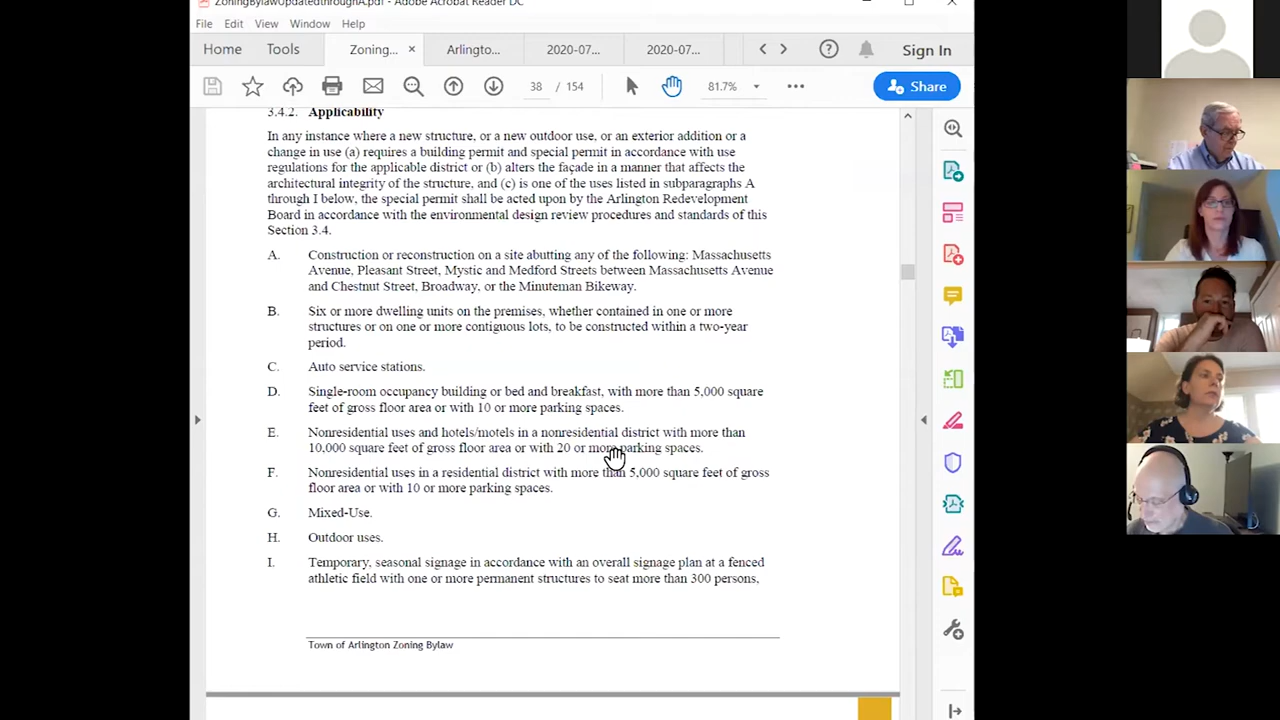 ZoningBylawUpdatedthroughA.pdf - Adobe Acrobat Reader DC
File Edit View Window Help
Home Tools Zoning... × Arlingto... 2020-07... 2020-07... Sign In
38 / 154 81.7% Share
3.4.2. Applicability
In any instance where a new structure, or a new outdoor use, or an exterior addition or a
change in use (a) requires a building permit and special permit in accordance with use
regulations for the applicable district or (b) alters the façade in a manner that affects the
architectural integrity of the structure, and (c) is one of the uses listed in subparagraphs A
through I below, the special permit shall be acted upon by the Arlington Redevelopment
Board in accordance with the environmental design review procedures and standards of this
Section 3.4.
A. Construction or reconstruction on a site abutting any of the following: Massachusetts
Avenue, Pleasant Street, Mystic and Medford Streets between Massachusetts Avenue
and Chestnut Street, Broadway, or the Minuteman Bikeway.
B. Six or more dwelling units on the premises, whether contained in one or more
structures or on one or more contiguous lots, to be constructed within a two-year
period.
C. Auto service stations.
D. Single-room occupancy building or bed and breakfast, with more than 5,000 square
feet of gross floor area or with 10 or more parking spaces.
E. Nonresidential uses and hotels/motels in a nonresidential district with more than
10,000 square feet of gross floor area or with 20 or more parking spaces.
F. Nonresidential uses in a residential district with more than 5,000 square feet of gross
floor area or with 10 or more parking spaces.
G. Mixed-Use.
H. Outdoor uses.
I. Temporary, seasonal signage in accordance with an overall signage plan at a fenced
athletic field with one or more permanent structures to seat more than 300 persons,
Town of Arlington Zoning Bylaw